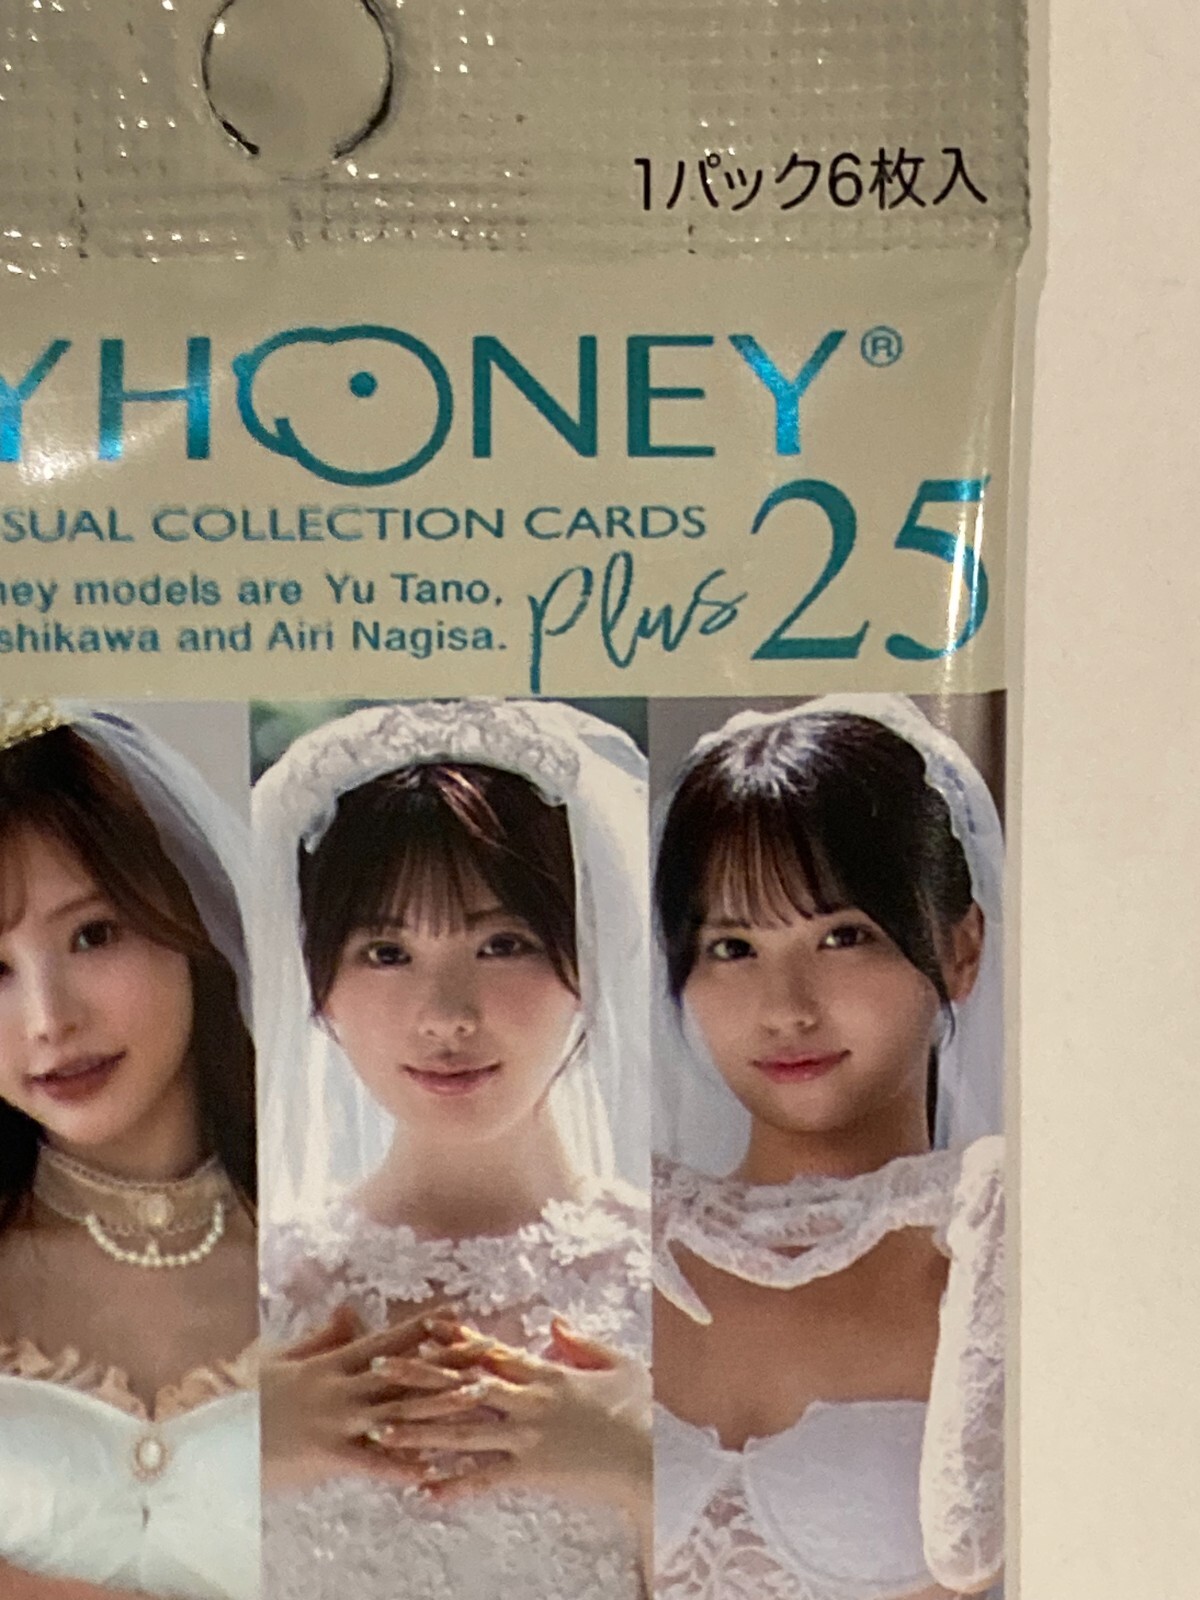 1パック6枚入
YHONEY®
SUAL COLLECTION CARDS
plus 25
ney models are Yu Tano,
shikawa and Airi Nagisa.